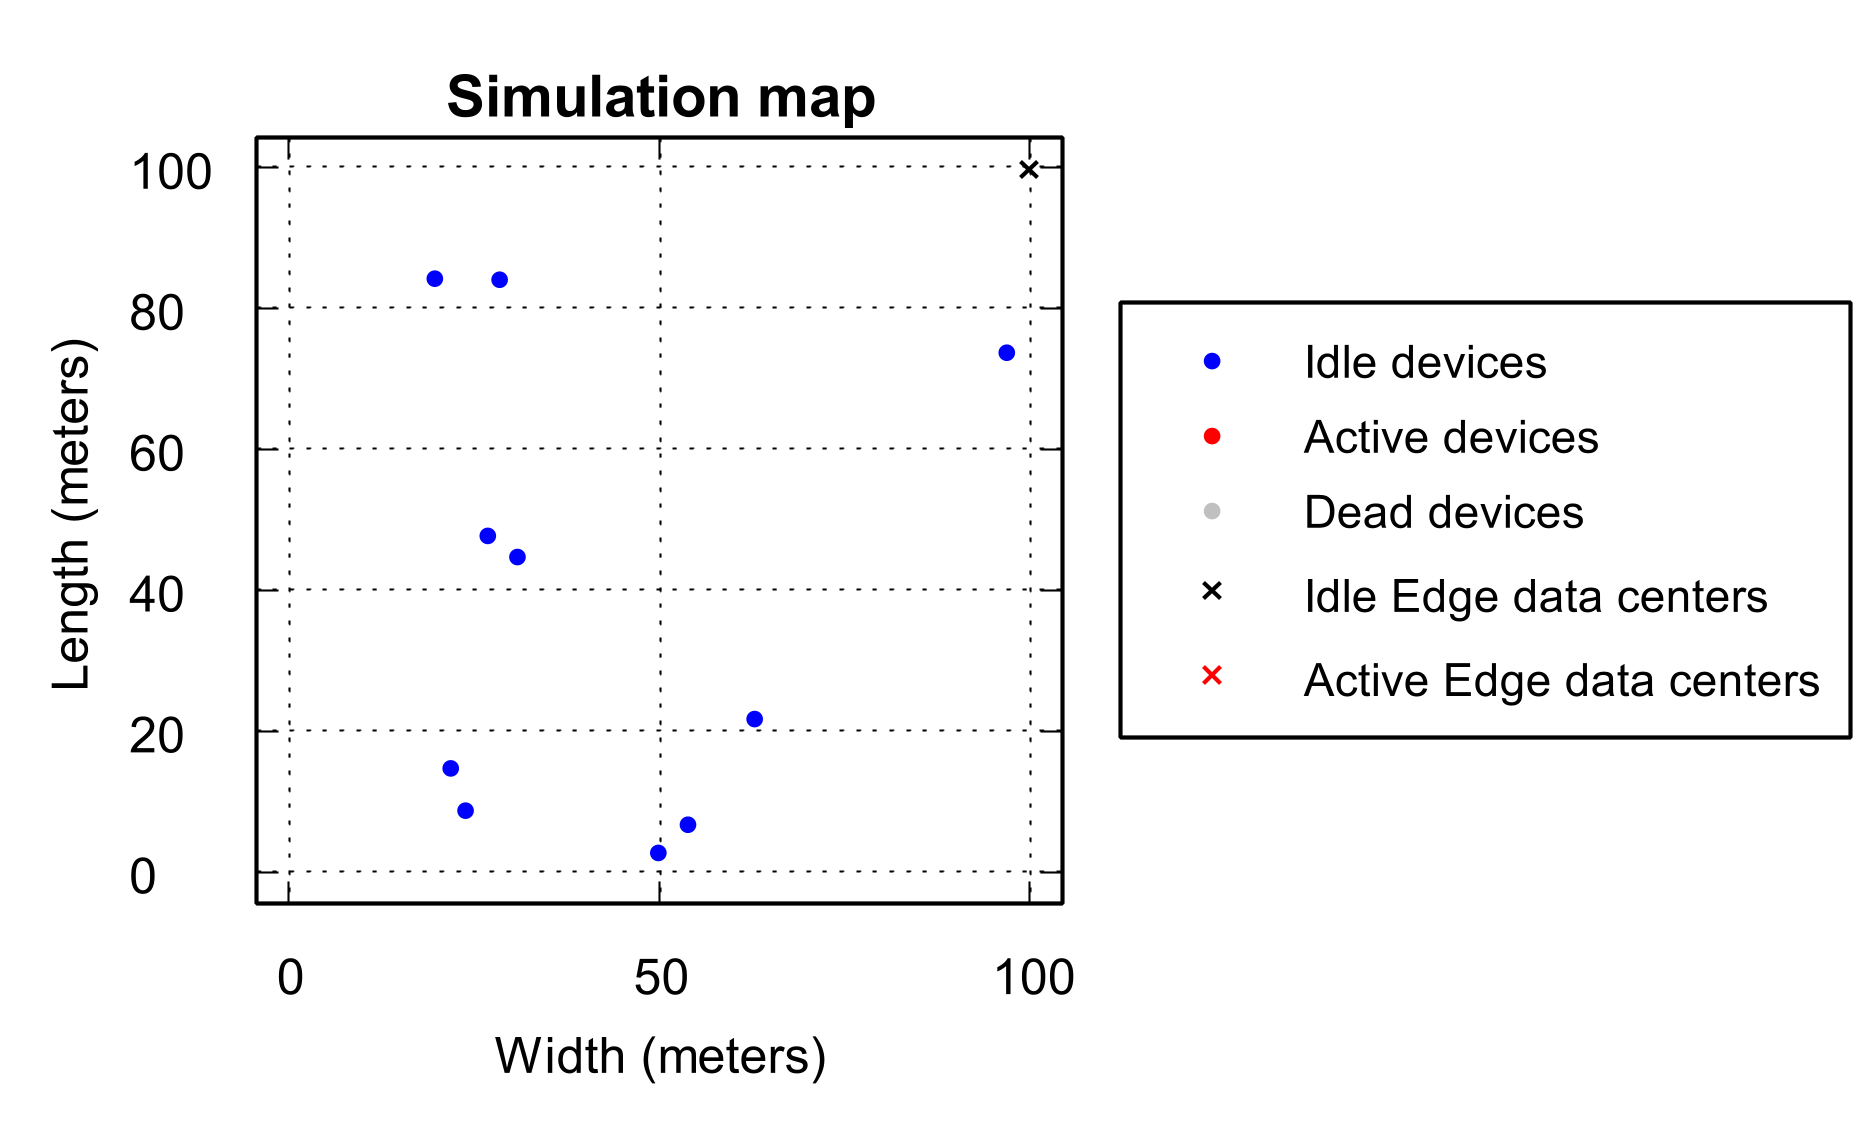 Simulation map
100
80
60
40
20
0
Length (meters)
0 50 100
Width (meters)
Idle devices
Active devices
Dead devices
Idle Edge data centers
Active Edge data centers